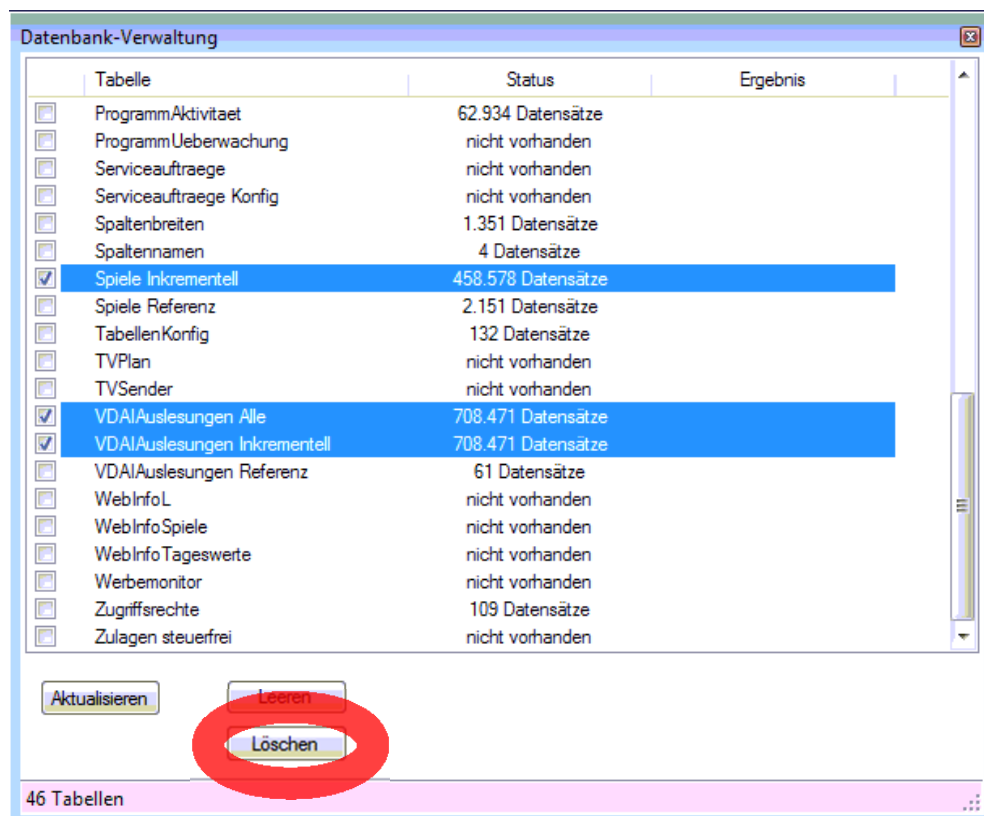 Datenbank-Verwaltung
Tabelle Status Ergebnis
ProgrammAktivitaet 62.934 Datensätze
ProgrammUeberwachung nicht vorhanden
Serviceauftraege nicht vorhanden
Serviceauftraege Konfig nicht vorhanden
Spaltenbreiten 1.351 Datensätze
Spaltennamen 4 Datensätze
Spiele Inkrementell 458.578 Datensätze
Spiele Referenz 2.151 Datensätze
TabellenKonfig 132 Datensätze
TVPlan nicht vorhanden
TVSender nicht vorhanden
VDAIAuslesungen Alle 708.471 Datensätze
VDAIAuslesungen Inkrementell 708.471 Datensätze
VDAIAuslesungen Referenz 61 Datensätze
WebInfoL nicht vorhanden
WebInfoSpiele nicht vorhanden
WebInfoTageswerte nicht vorhanden
Werbemonitor nicht vorhanden
Zugriffsrechte 109 Datensätze
Zulagen steuerfrei nicht vorhanden
Aktualisieren Leeren
Löschen
46 Tabellen